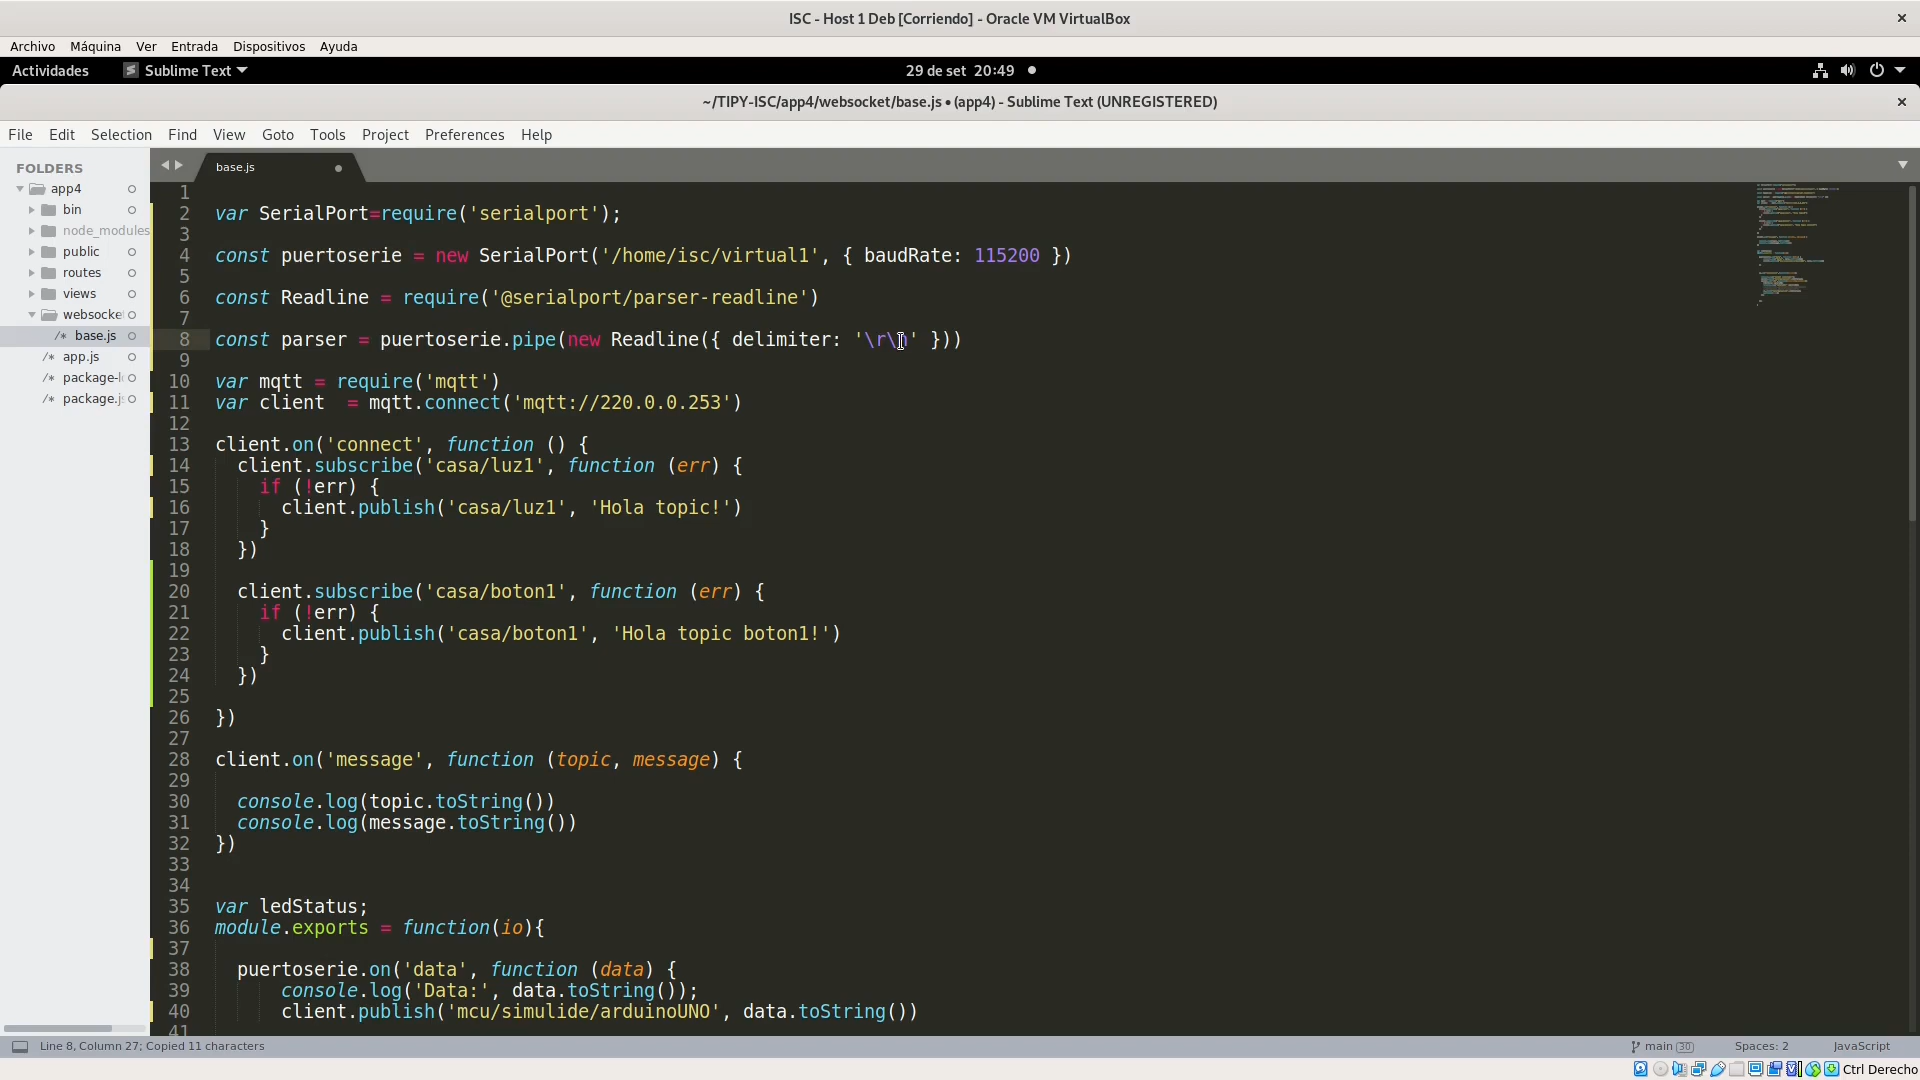 ISC - Host 1 Deb [Corriendo] - Oracle VM VirtualBox
Archivo Máquina Ver Entrada Dispositivos Ayuda
Actividades Sublime Text 29 de set 20:49
~/TIPY-ISC/app4/websocket/base.js • (app4) - Sublime Text (UNREGISTERED)
File Edit Selection Find View Goto Tools Project Preferences Help
FOLDERS
app4
bin
node_modules
public
routes
views
websocke
/* base.js
/* app.js
/* package-l
/* package.js
base.js
1
2 var SerialPort=require('serialport');
3
4 const puertoserie = new SerialPort('/home/isc/virtual1', { baudRate: 115200 })
5
6 const Readline = require('@serialport/parser-readline')
7
8 const parser = puertoserie.pipe(new Readline({ delimiter: '\r\n' }))
9
10 var mqtt = require('mqtt')
11 var client  = mqtt.connect('mqtt://220.0.0.253')
12
13 client.on('connect', function () {
14   client.subscribe('casa/luz1', function (err) {
15     if (!err) {
16       client.publish('casa/luz1', 'Hola topic!')
17     }
18   })
19
20   client.subscribe('casa/boton1', function (err) {
21     if (!err) {
22       client.publish('casa/boton1', 'Hola topic boton1!')
23     }
24   })
25
26 })
27
28 client.on('message', function (topic, message) {
29
30   console.log(topic.toString())
31   console.log(message.toString())
32 })
33
34
35 var ledStatus;
36 module.exports = function(io){
37
38   puertoserie.on('data', function (data) {
39       console.log('Data:', data.toString());
40       client.publish('mcu/simulide/arduinoUNO', data.toString())
41
Line 8, Column 27; Copied 11 characters main 30 Spaces: 2 JavaScript
Ctrl Derecho